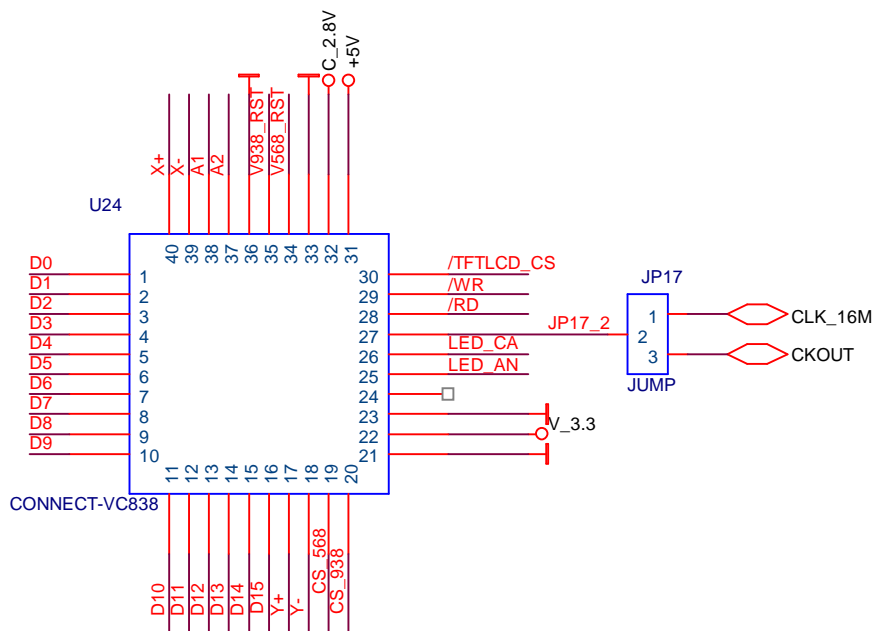 C_2.8V
+5V
X+
X-
A1
A2
V938_RST
V568_RST
U24
40
39
38
37
36
35
34
33
32
31
D0
1
D1
2
D2
3
D3
4
D4
5
D5
6
D6
7
D7
8
D8
9
D9
10
30
/TFTLCD_CS
29
/WR
28
/RD
27
JP17_2
26
LED_CA
25
LED_AN
24
23
22
V_3.3
21
JP17
1
CLK_16M
2
3
CKOUT
JUMP
11
12
13
14
15
16
17
18
19
20
CONNECT-VC838
D10
D11
D12
D13
D14
D15
Y+
Y-
CS_568
CS_938